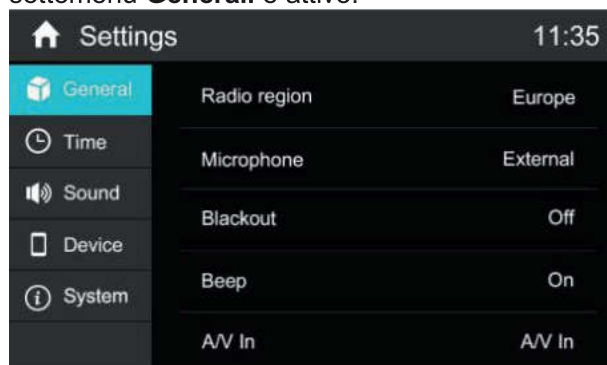 sottomenu Generali è attivo.
Settings 11:35
General
Time
Sound
Device
System
Radio region Europe
Microphone External
Blackout Off
Beep On
A/V In A/V In